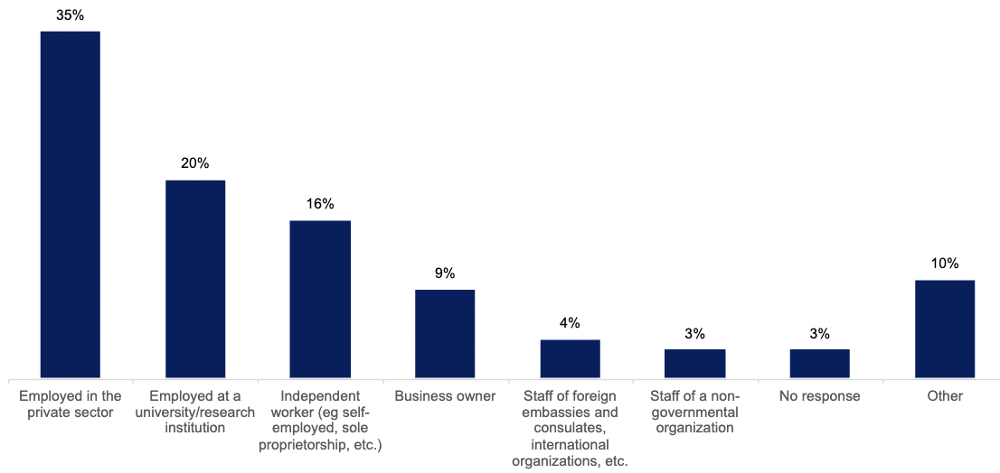 35%
20%
16%
9%
4%
3%
3%
10%
Employed in the
private sector
Employed at a
university/research
institution
Independent
worker (eg self-
employed, sole
proprietorship, etc.)
Business owner
Staff of foreign
embassies and
consulates,
international
organizations, etc.
Staff of a non-
governmental
organization
No response
Other